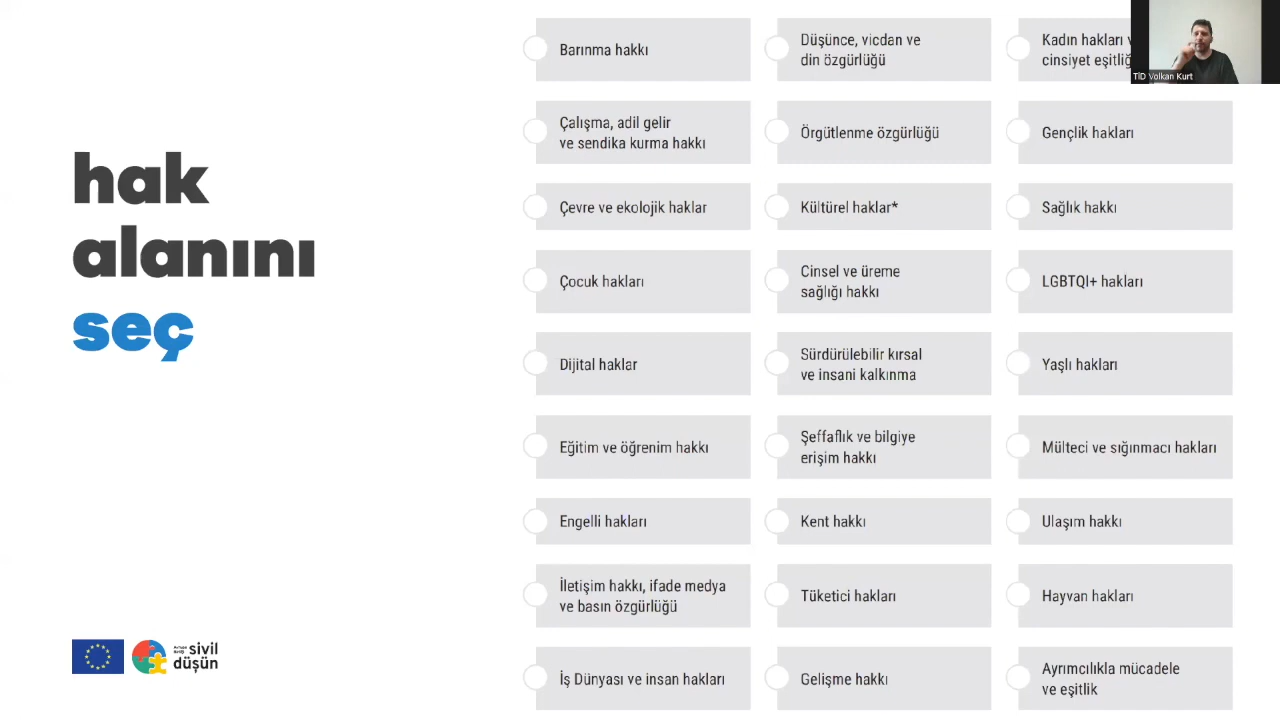 hak
alanını
seç
Barınma hakkı
Çalışma, adil gelir
ve sendika kurma hakkı
Çevre ve ekolojik haklar
Çocuk hakları
Dijital haklar
Eğitim ve öğrenim hakkı
Engelli hakları
İletişim hakkı, ifade medya
ve basın özgürlüğü
İş Dünyası ve insan hakları
Düşünce, vicdan ve
din özgürlüğü
Örgütlenme özgürlüğü
Kültürel haklar*
Cinsel ve üreme
sağlığı hakkı
Sürdürülebilir kırsal
ve insani kalkınma
Şeffaflık ve bilgiye
erişim hakkı
Kent hakkı
Tüketici hakları
Gelişme hakkı
Kadın hakları
cinsiyet
Gençlik hakları
Sağlık hakkı
LGBTQI+ hakları
Yaşlı hakları
Mülteci ve sığınmacı hakları
Ulaşım hakkı
Hayvan hakları
Ayrımcılıkla mücadele
ve eşitlik
TİD Volkan Kurt
sivil
düşün